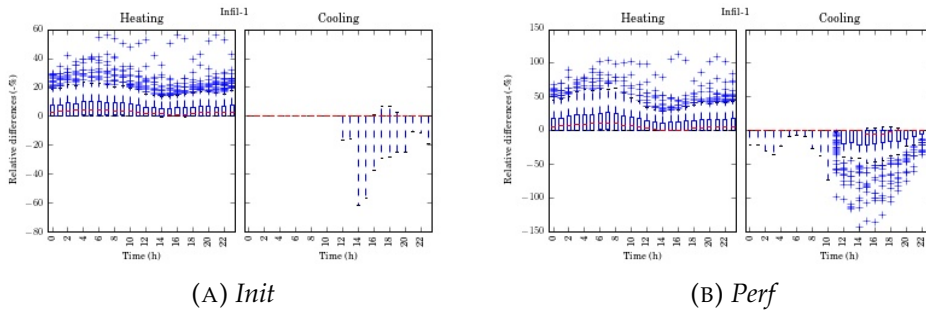 Infil-1
Heating
Cooling
Relative differences (-%)
60
40
20
0
−20
−40
−60
−80
0 2 4 6 8 10 12 14 16 18 20 22
0 2 4 6 8 10 12 14 16 18 20 22
Time (h)
Time (h)
(A) Init
Infil-1
Heating
Cooling
Relative differences (-%)
150
100
50
0
−50
−100
−150
0 2 4 6 8 10 12 14 16 18 20 22
0 2 4 6 8 10 12 14 16 18 20 22
Time (h)
Time (h)
(B) Perf